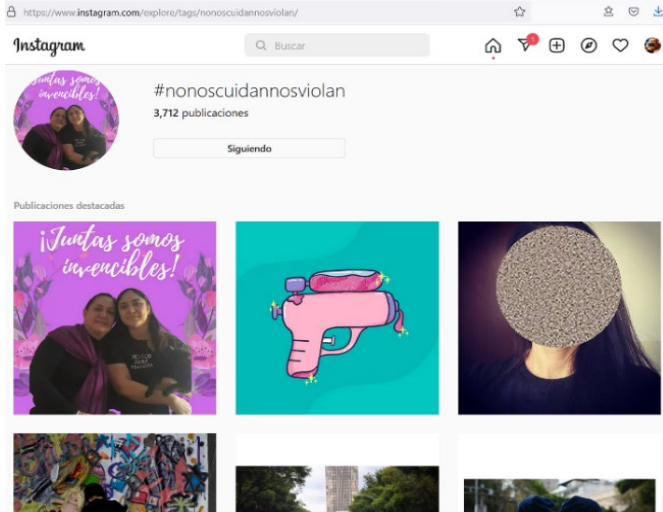 https://www.instagram.com/explore/tags/nonoscuidannosviolan/
Instagram
Buscar
1
Juntas somos
invencibles!
#nonoscuidannosviolan
3,712 publicaciones
Siguiendo
Publicaciones destacadas
¡Juntas somos
invencibles!